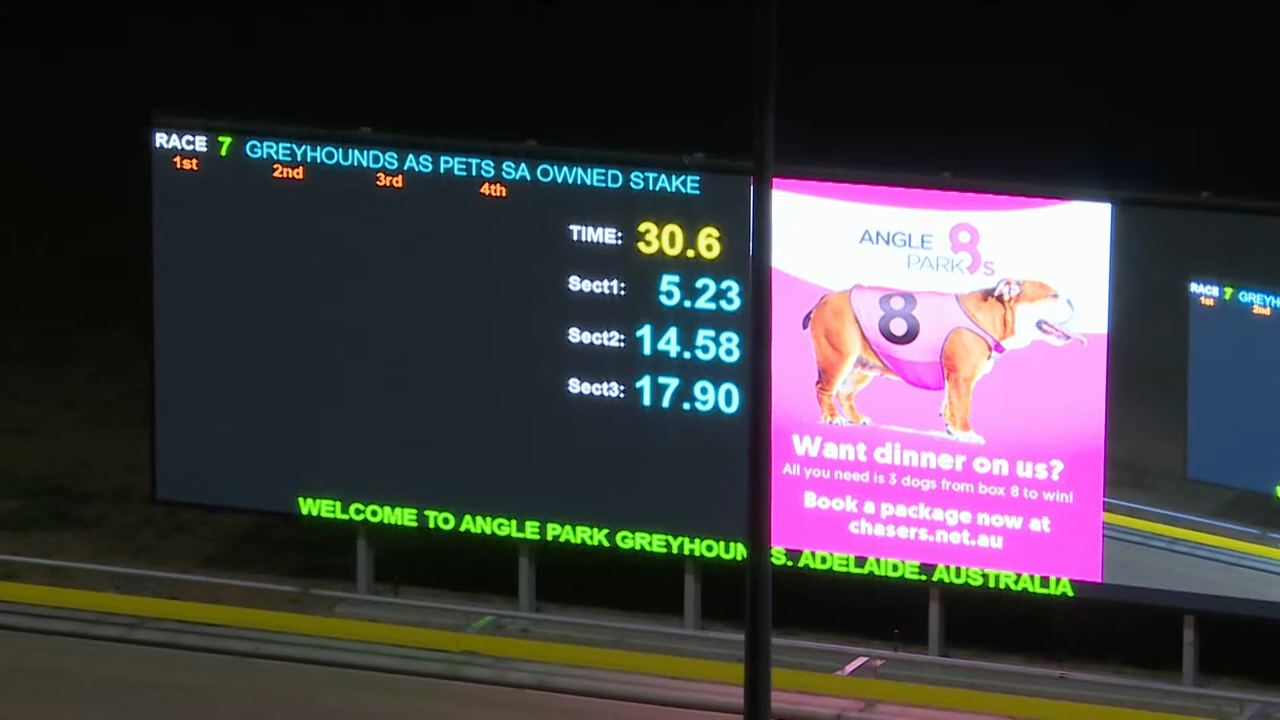 RACE 7 GREYHOUNDS AS PETS SA OWNED STAKE
1st 2nd 3rd 4th
TIME: 30.6
Sect1: 5.23
Sect2: 14.58
Sect3: 17.90
WELCOME TO ANGLE PARK GREYHOUN S. ADELAIDE. AUSTRALIA
ANGLE
PARK 8s
8
Want dinner on us?
All you need is 3 dogs from box 8 to win!
Book a package now at
chasers.net.au
RACE 7 GREYH
1st 2nd